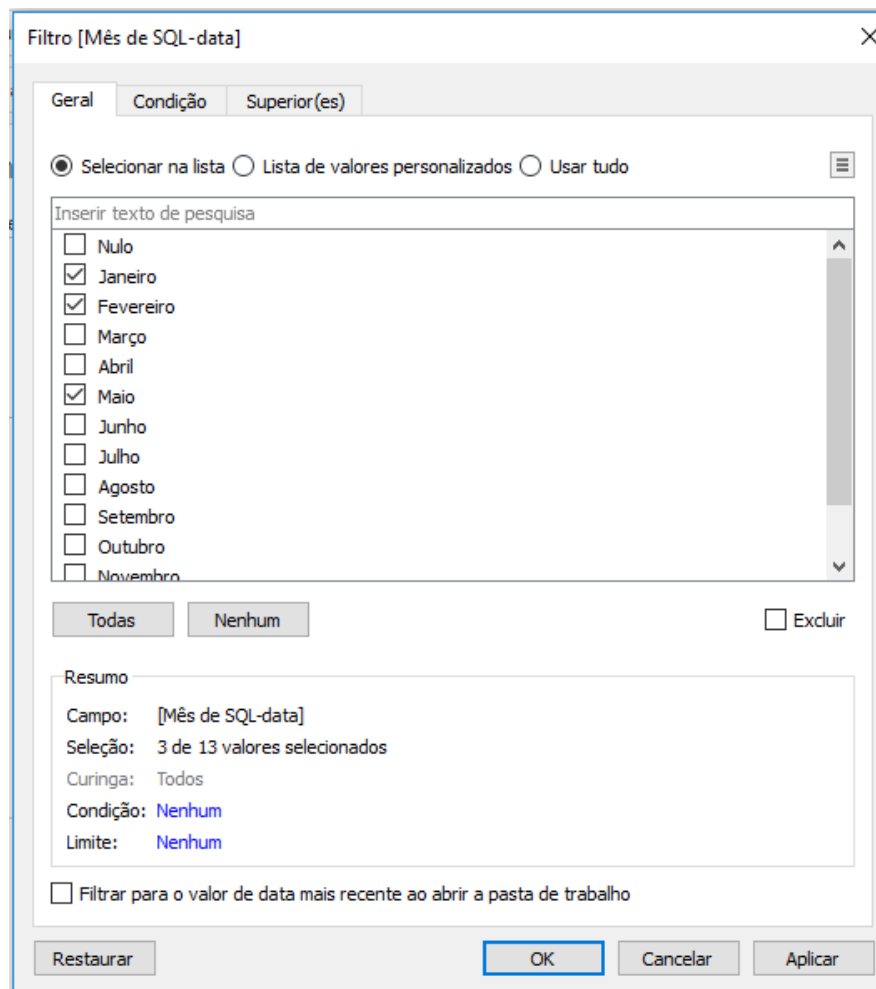 Filtro [Mês de SQL-data]
Geral Condição Superior(es)
Selecionar na lista Lista de valores personalizados Usar tudo
Inserir texto de pesquisa
Nulo
Janeiro
Fevereiro
Março
Abril
Maio
Junho
Julho
Agosto
Setembro
Outubro
Novembro
Todas Nenhum Excluir
Resumo
Campo: [Mês de SQL-data]
Seleção: 3 de 13 valores selecionados
Curinga: Todos
Condição: Nenhum
Limite: Nenhum
Filtrar para o valor de data mais recente ao abrir a pasta de trabalho
Restaurar OK Cancelar Aplicar